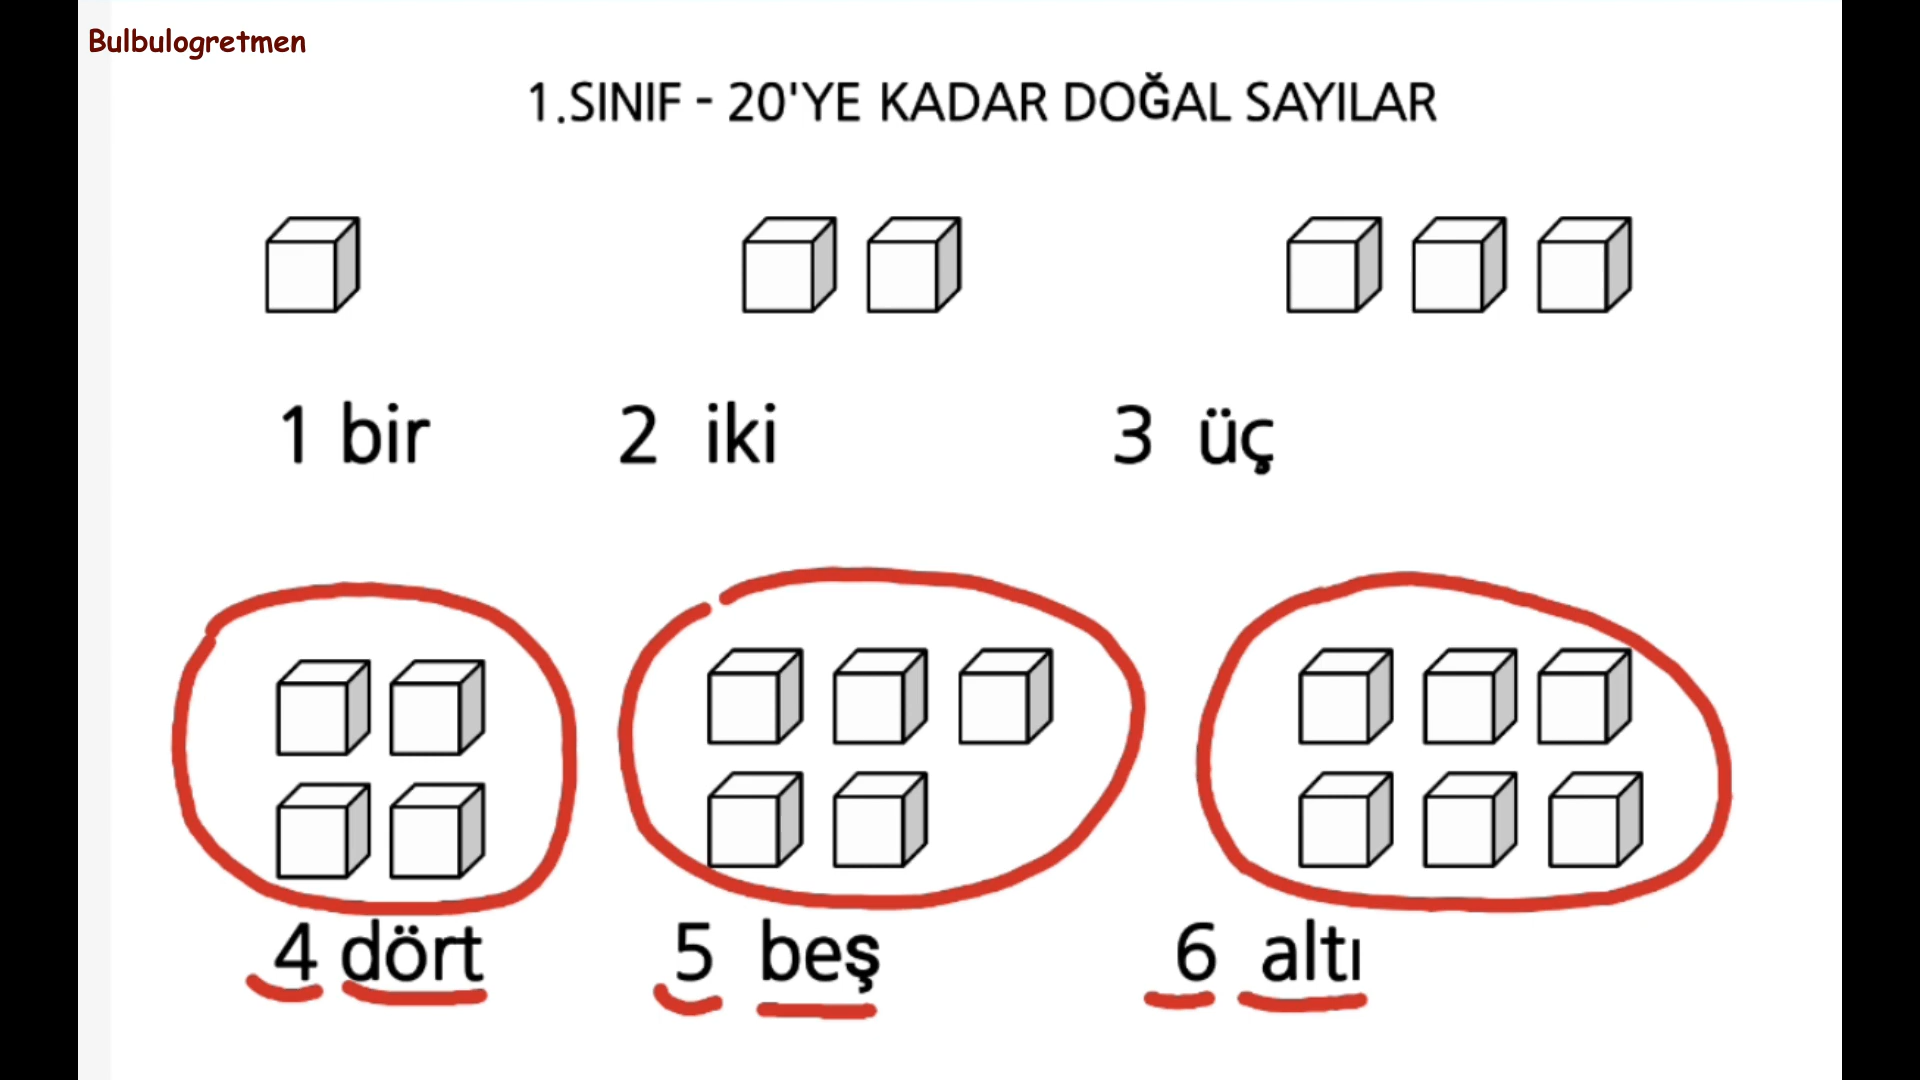 Bulbulogretmen
1.SINIF - 20'YE KADAR DOĞAL SAYILAR
1 bir 2 iki 3 üç
4 dört 5 beş 6 altı